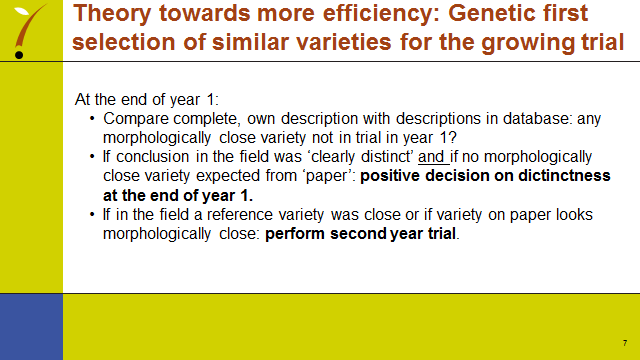 Theory towards more efficiency: Genetic first
selection of similar varieties for the growing trial
At the end of year 1:
• Compare complete, own description with descriptions in database: any
morphologically close variety not in trial in year 1?
• If conclusion in the field was ‘clearly distinct’ and if no morphologically
close variety expected from ‘paper’: positive decision on dictinctness
at the end of year 1.
• If in the field a reference variety was close or if variety on paper looks
morphologically close: perform second year trial.
7